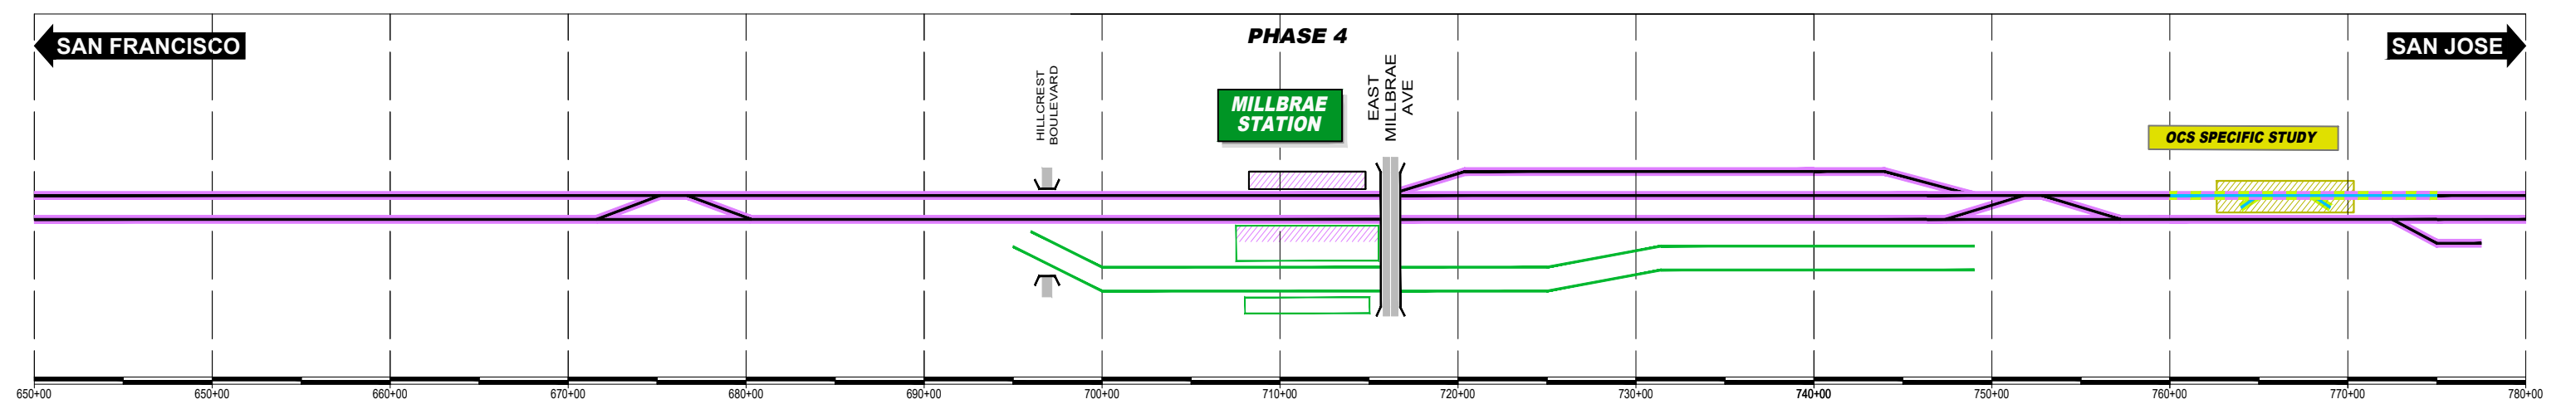 PHASE 4
SAN FRANCISCO
SAN JOSE
HILLCREST
BOULEVARD
EAST
MILLBRAE
AVE
MILLBRAE
STATION
OCS SPECIFIC STUDY
650+00
650+00
660+00
670+00
680+00
690+00
700+00
710+00
720+00
730+00
740+00
750+00
760+00
770+00
780+00